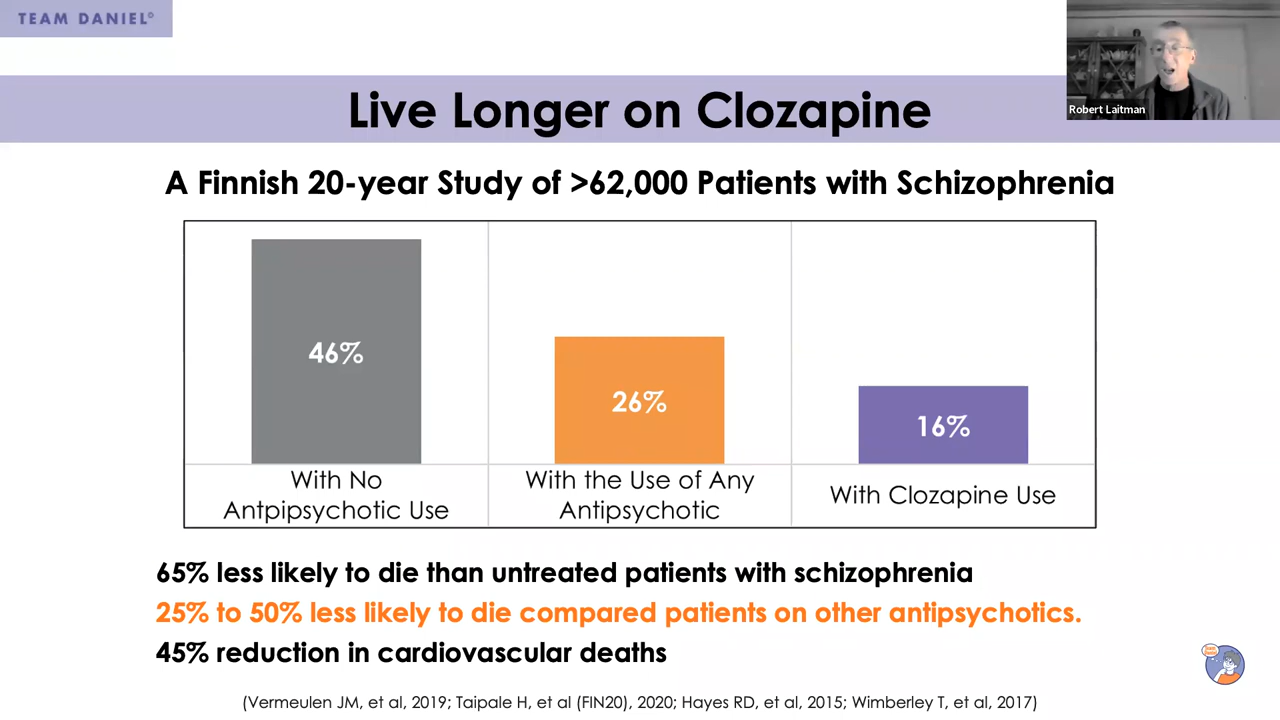 TEAM DANIEL©
Robert Laitman
Live Longer on Clozapine
A Finnish 20-year Study of >62,000 Patients with Schizophrenia
46%
26%
16%
With No
Antpipsychotic Use
With the Use of Any
Antipsychotic
With Clozapine Use
65% less likely to die than untreated patients with schizophrenia
25% to 50% less likely to die compared patients on other antipsychotics.
45% reduction in cardiovascular deaths
(Vermeulen JM, et al, 2019; Taipale H, et al (FIN20), 2020; Hayes RD, et al, 2015; Wimberley T, et al, 2017)